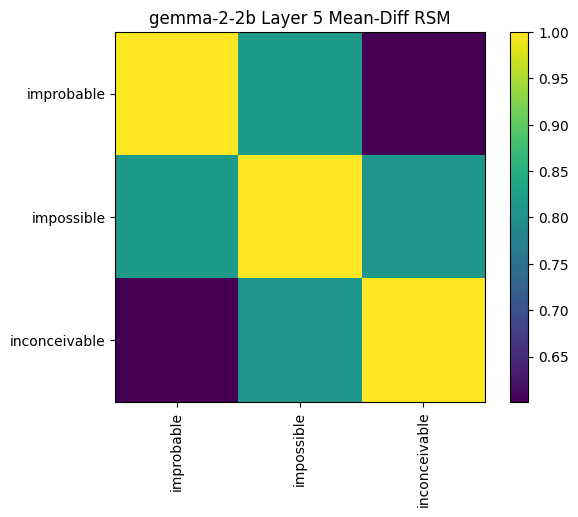 gemma-2-2b Layer 5 Mean-Diff RSM
improbable
impossible
inconceivable
improbable
impossible
inconceivable
1.00
0.95
0.90
0.85
0.80
0.75
0.70
0.65